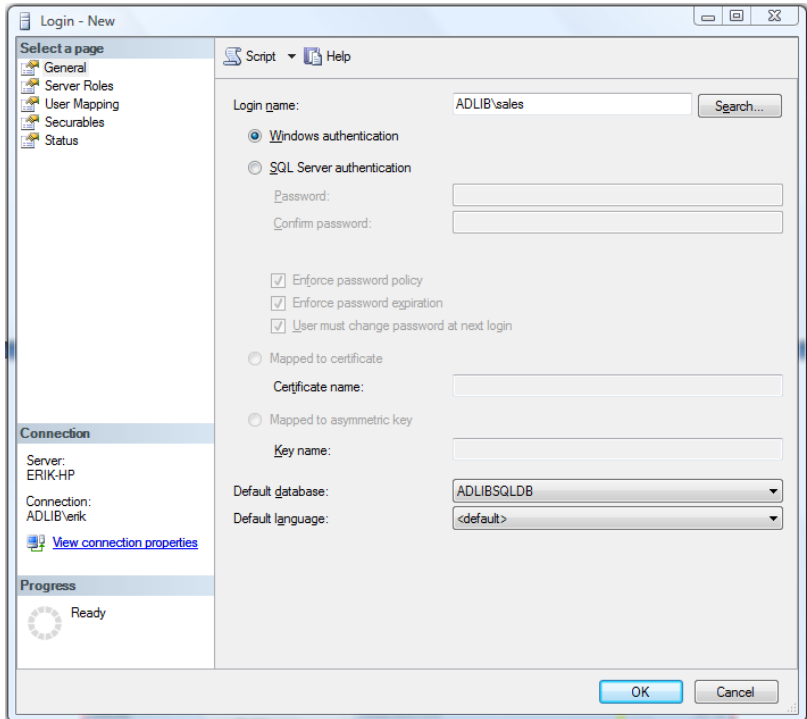 Login - New
Select a page
General
Server Roles
User Mapping
Securables
Status
Script
Help
Login name:
ADLIB\sales
Search...
Windows authentication
SQL Server authentication
Password:
Confirm password:
Enforce password policy
Enforce password expiration
User must change password at next login
Mapped to certificate
Certificate name:
Mapped to asymmetric key
Key name:
Default database:
ADLIBSQLDB
Default language:
<default>
Connection
Server:
ERIK-HP
Connection:
ADLIB\erik
View connection properties
Progress
Ready
OK
Cancel